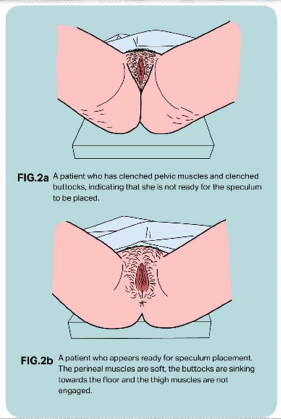 FIG.2a A patient who has clenched pelvic muscles and clenched
buttocks, indicating that she is not ready for the speculum
to be placed.
FIG.2b A patient who appears ready for speculum placement.
The perineal muscles are soft, the buttocks are sinking
towards the floor and the thigh muscles are not
engaged.